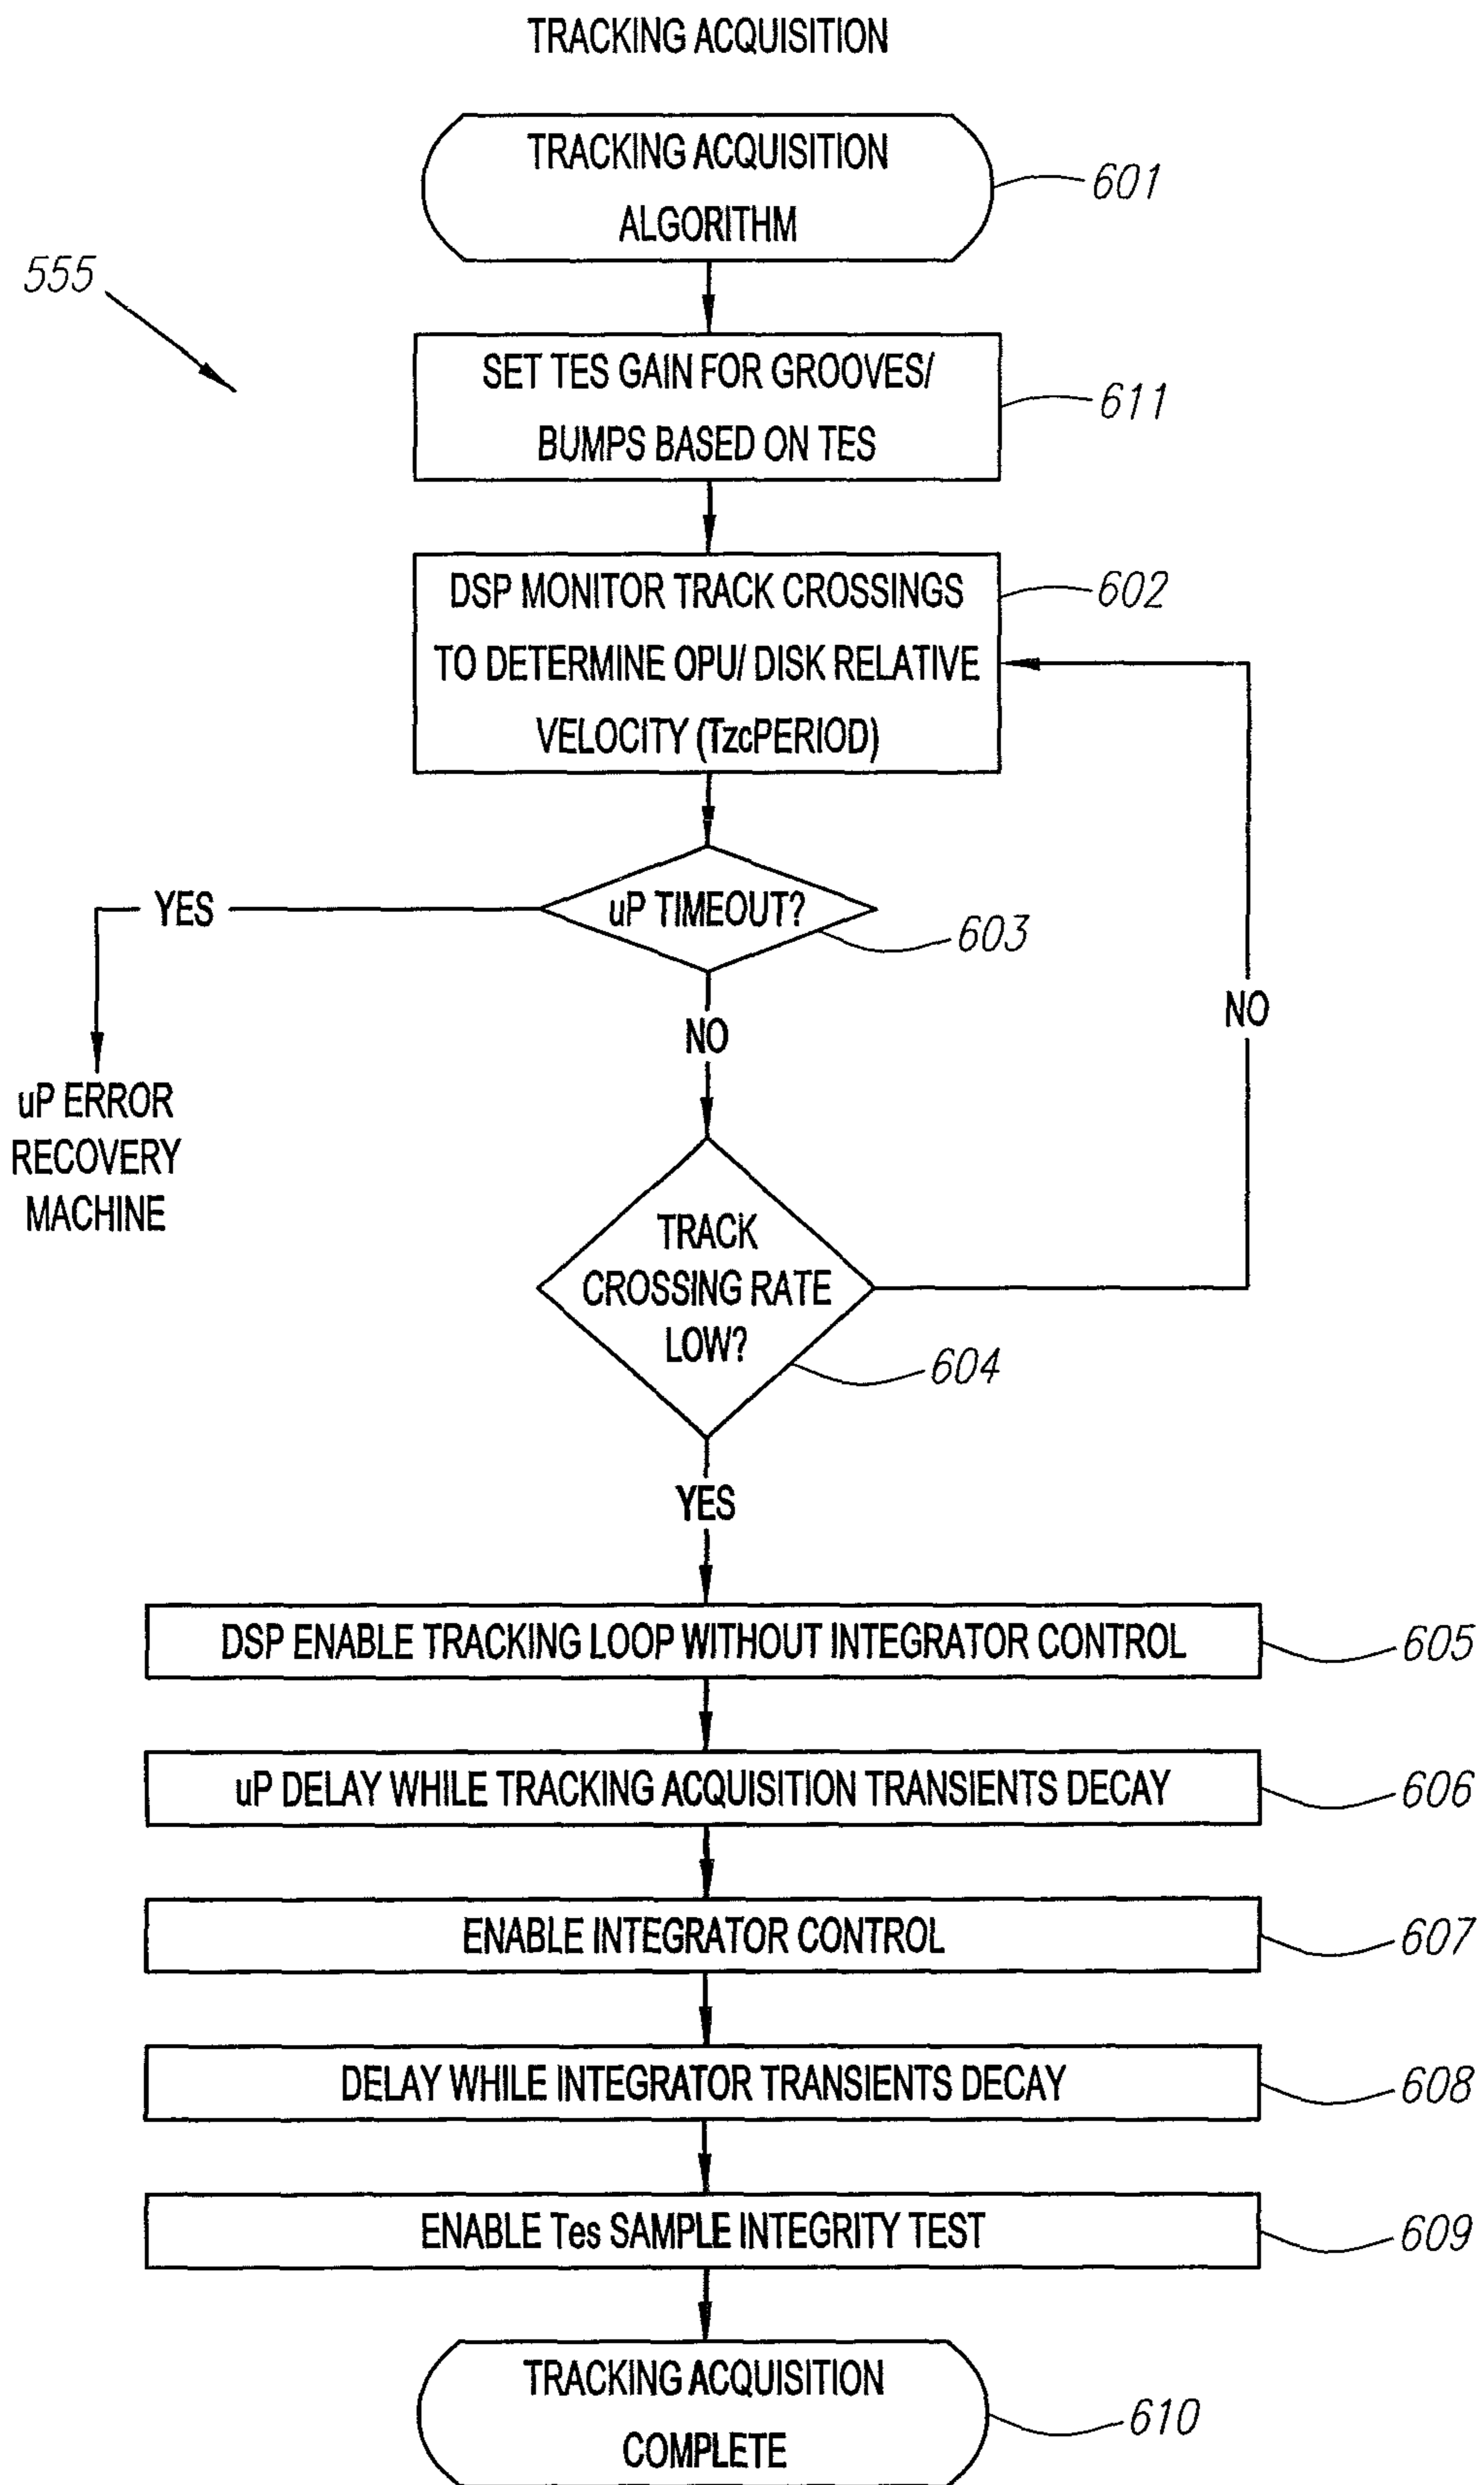 TRACKING ACQUISITION
TRACKING ACQUISITION
ALGORITHM
601
555
SET TES GAIN FOR GROOVES/
BUMPS BASED ON TES
611
DSP MONITOR TRACK CROSSINGS
TO DETERMINE OPU/ DISK RELATIVE
VELOCITY (TzcPERIOD)
602
YES
uP TIMEOUT?
603
NO
NO
uP ERROR
RECOVERY
MACHINE
TRACK
CROSSING RATE
LOW?
604
YES
DSP ENABLE TRACKING LOOP WITHOUT INTEGRATOR CONTROL
605
uP DELAY WHILE TRACKING ACQUISITION TRANSIENTS DECAY
606
ENABLE INTEGRATOR CONTROL
607
DELAY WHILE INTEGRATOR TRANSIENTS DECAY
608
ENABLE Tes SAMPLE INTEGRITY TEST
609
TRACKING ACQUISITION
COMPLETE
610